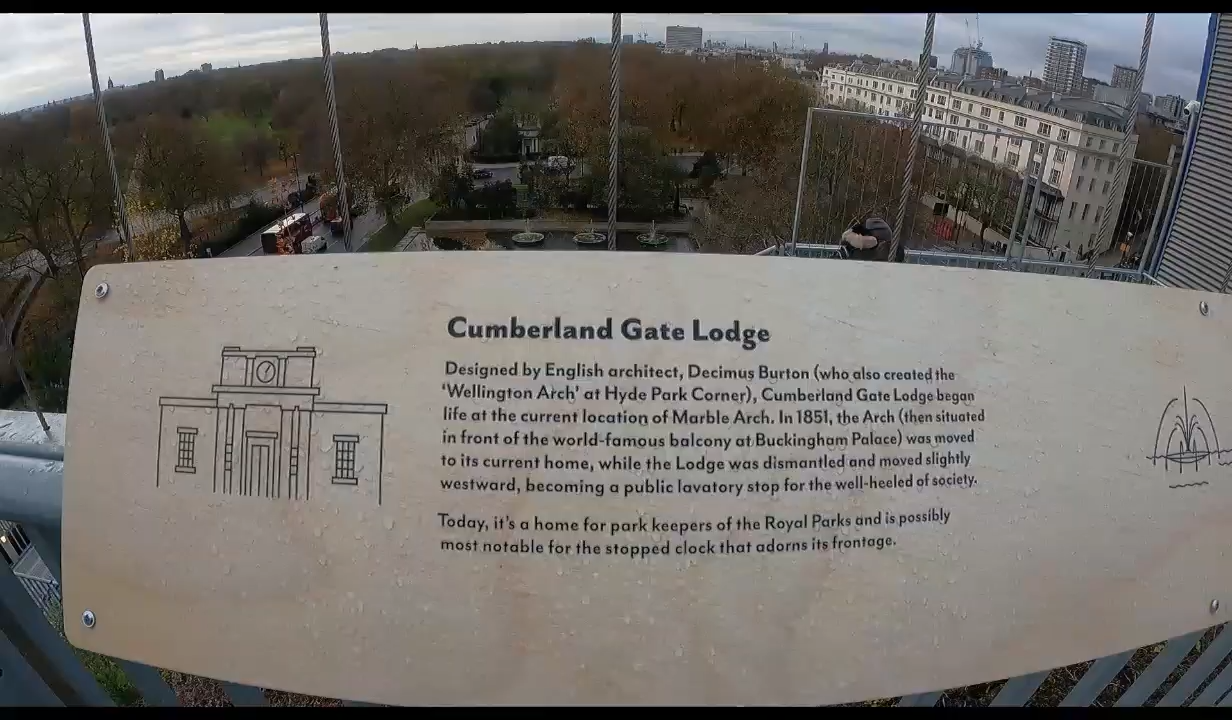 Cumberland Gate Lodge
Designed by English architect, Decimus Burton (who also created the
'Wellington Arch' at Hyde Park Corner), Cumberland Gate Lodge began
life at the current location of Marble Arch. In 1851, the Arch (then situated
in front of the world-famous balcony at Buckingham Palace) was moved
to its current home, while the Lodge was dismantled and moved slightly
westward, becoming a public lavatory stop for the well-heeled of society.
Today, it's a home for park keepers of the Royal Parks and is possibly
most notable for the stopped clock that adorns its frontage.